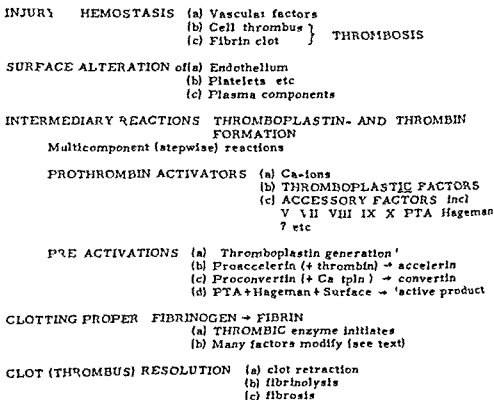 INJURY HEMOSTASIS (a) Vascular factors
(b) Cell thrombus
(c) Fibrin clot } THROMBOSIS
SURFACE ALTERATION of(a) Endothelium
(b) Platelets etc
(c) Plasma components
INTERMEDIARY REACTIONS THROMBOPLASTIN- AND THROMBIN
FORMATION
Multicomponent (stepwise) reactions
PROTHROMBIN ACTIVATORS (a) Ca-ions
(b) THROMBOPLASTIC FACTORS
(c) ACCESSORY FACTORS incl
V VII VIII IX X PTA Hageman
? etc
PRE ACTIVATIONS (a) Thromboplastin generation'
(b) Proaccelerin (+ thrombin) → accelerin
(c) Proconvertin (+ Ca tpln ) → convertin
(d) PTA+Hageman+Surface → 'active product
CLOTTING PROPER FIBRINOGEN → FIBRIN
(a) THROMBIC enzyme initiates
(b) Many factors modify (see text)
CLOT (THROMBUS) RESOLUTION (a) clot retraction
(b) fibrinolysis
(c) fibrosis